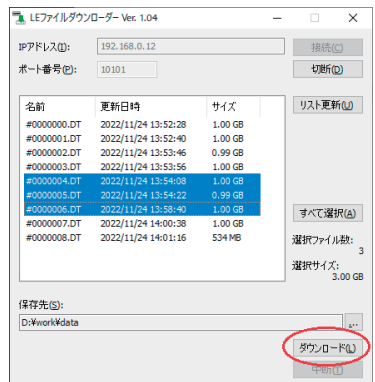 LEファイルダウンローダー Ver. 1.04
IPアドレス(I): 192.168.0.12 接続(C)
ポート番号(P): 10101 切断(D)
名前 更新日時 サイズ リスト更新(U)
#0000000.DT 2022/11/24 13:52:28 1.00 GB
#0000001.DT 2022/11/24 13:52:40 1.00 GB
#0000002.DT 2022/11/24 13:53:46 0.99 GB
#0000003.DT 2022/11/24 13:53:56 1.00 GB
#0000004.DT 2022/11/24 13:54:08 1.00 GB
#0000005.DT 2022/11/24 13:54:22 0.99 GB
#0000006.DT 2022/11/24 13:58:40 1.00 GB
#0000007.DT 2022/11/24 14:00:38 1.00 GB
#0000008.DT 2022/11/24 14:01:16 534 MB
すべて選択(A)
選択ファイル数:
3
選択サイズ:
3.00 GB
保存先(S):
D:¥work¥data ...
ダウンロード(L)
中断(T)